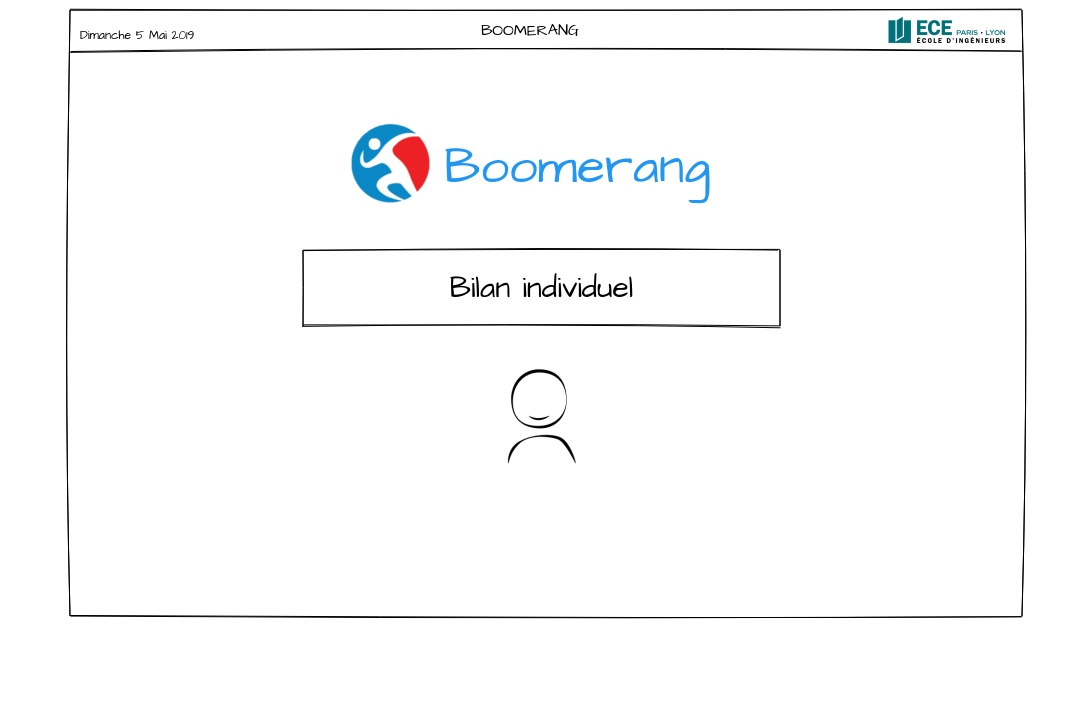 Dimanche 5 Mai 2019
BOOMERANG
ECE PARIS • LYON
ÉCOLE D'INGÉNIEURS
Boomerang
Bilan individuel